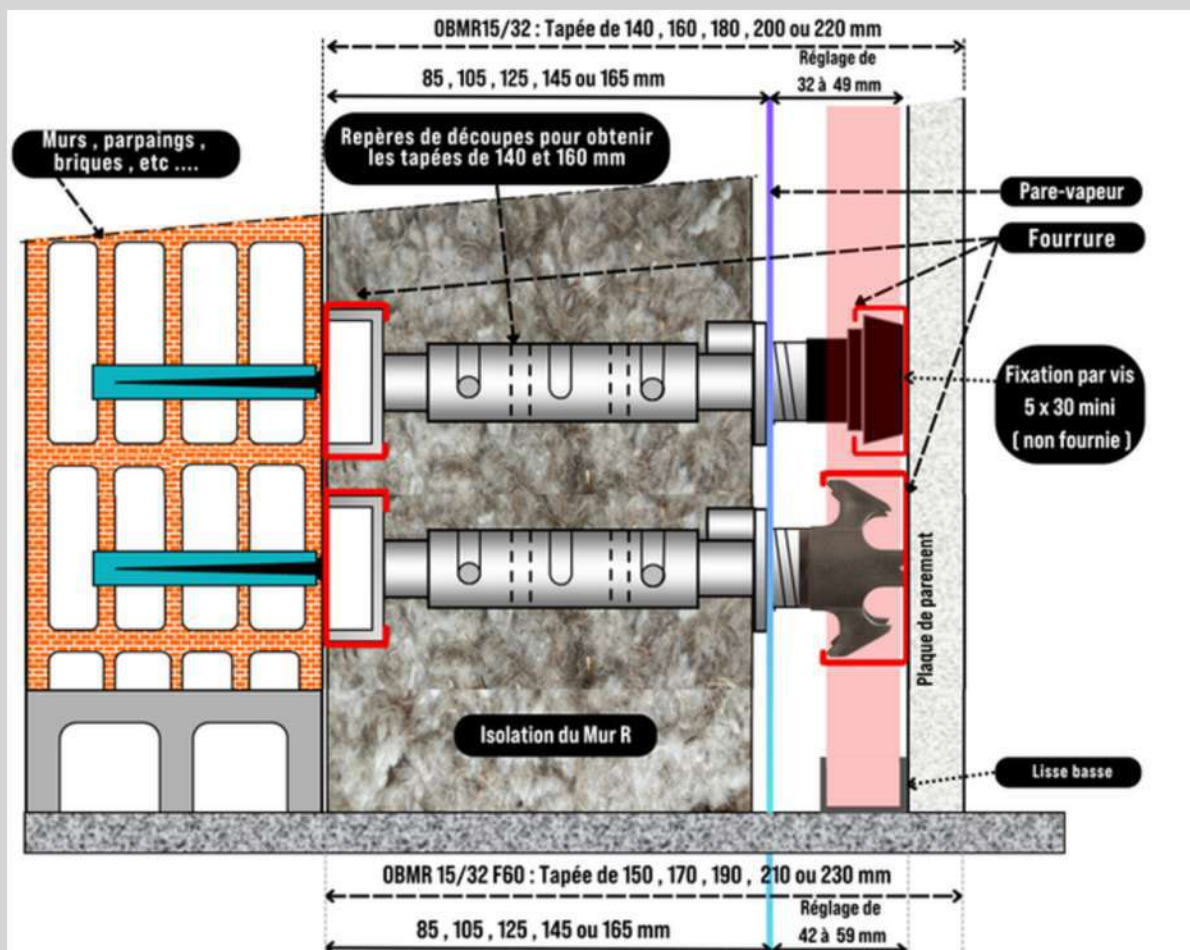 OBMR15/32 : Tapée de 140 , 160 , 180 , 200 ou 220 mm
85 , 105 , 125 , 145 ou 165 mm
Réglage de
32 à 49 mm
Murs , parpaings ,
briques , etc ....
Repères de découpes pour obtenir
les tapées de 140 et 160 mm
Pare-vapeur
Fourrure
Fixation par vis
5 x 30 mini
( non fournie )
Plaque de parement
Isolation du Mur R
Lisse basse
OBMR 15/32 F60 : Tapée de 150 , 170 , 190 , 210 ou 230 mm
85 , 105 , 125 , 145 ou 165 mm
Réglage de
42 à 59 mm